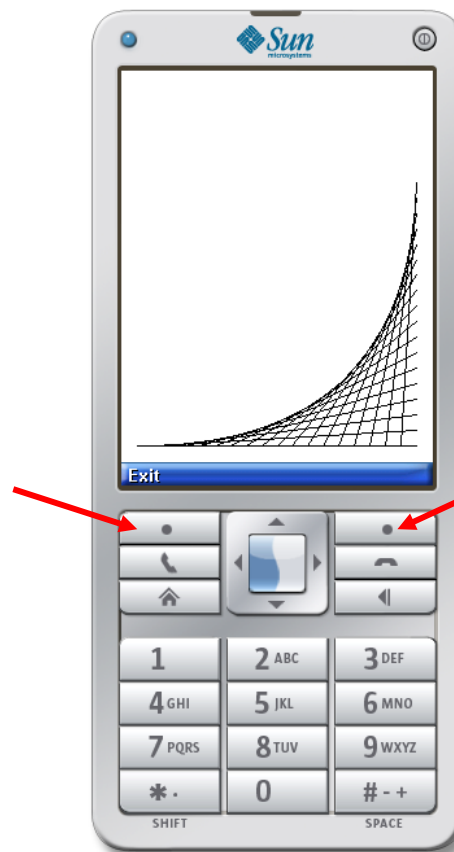 Sun
microsystems
Exit
1
2 ABC
3 DEF
4 GHI
5 JKL
6 MNO
7 PQRS
8 TUV
9 WXYZ
* .
0
# - +
SHIFT
SPACE